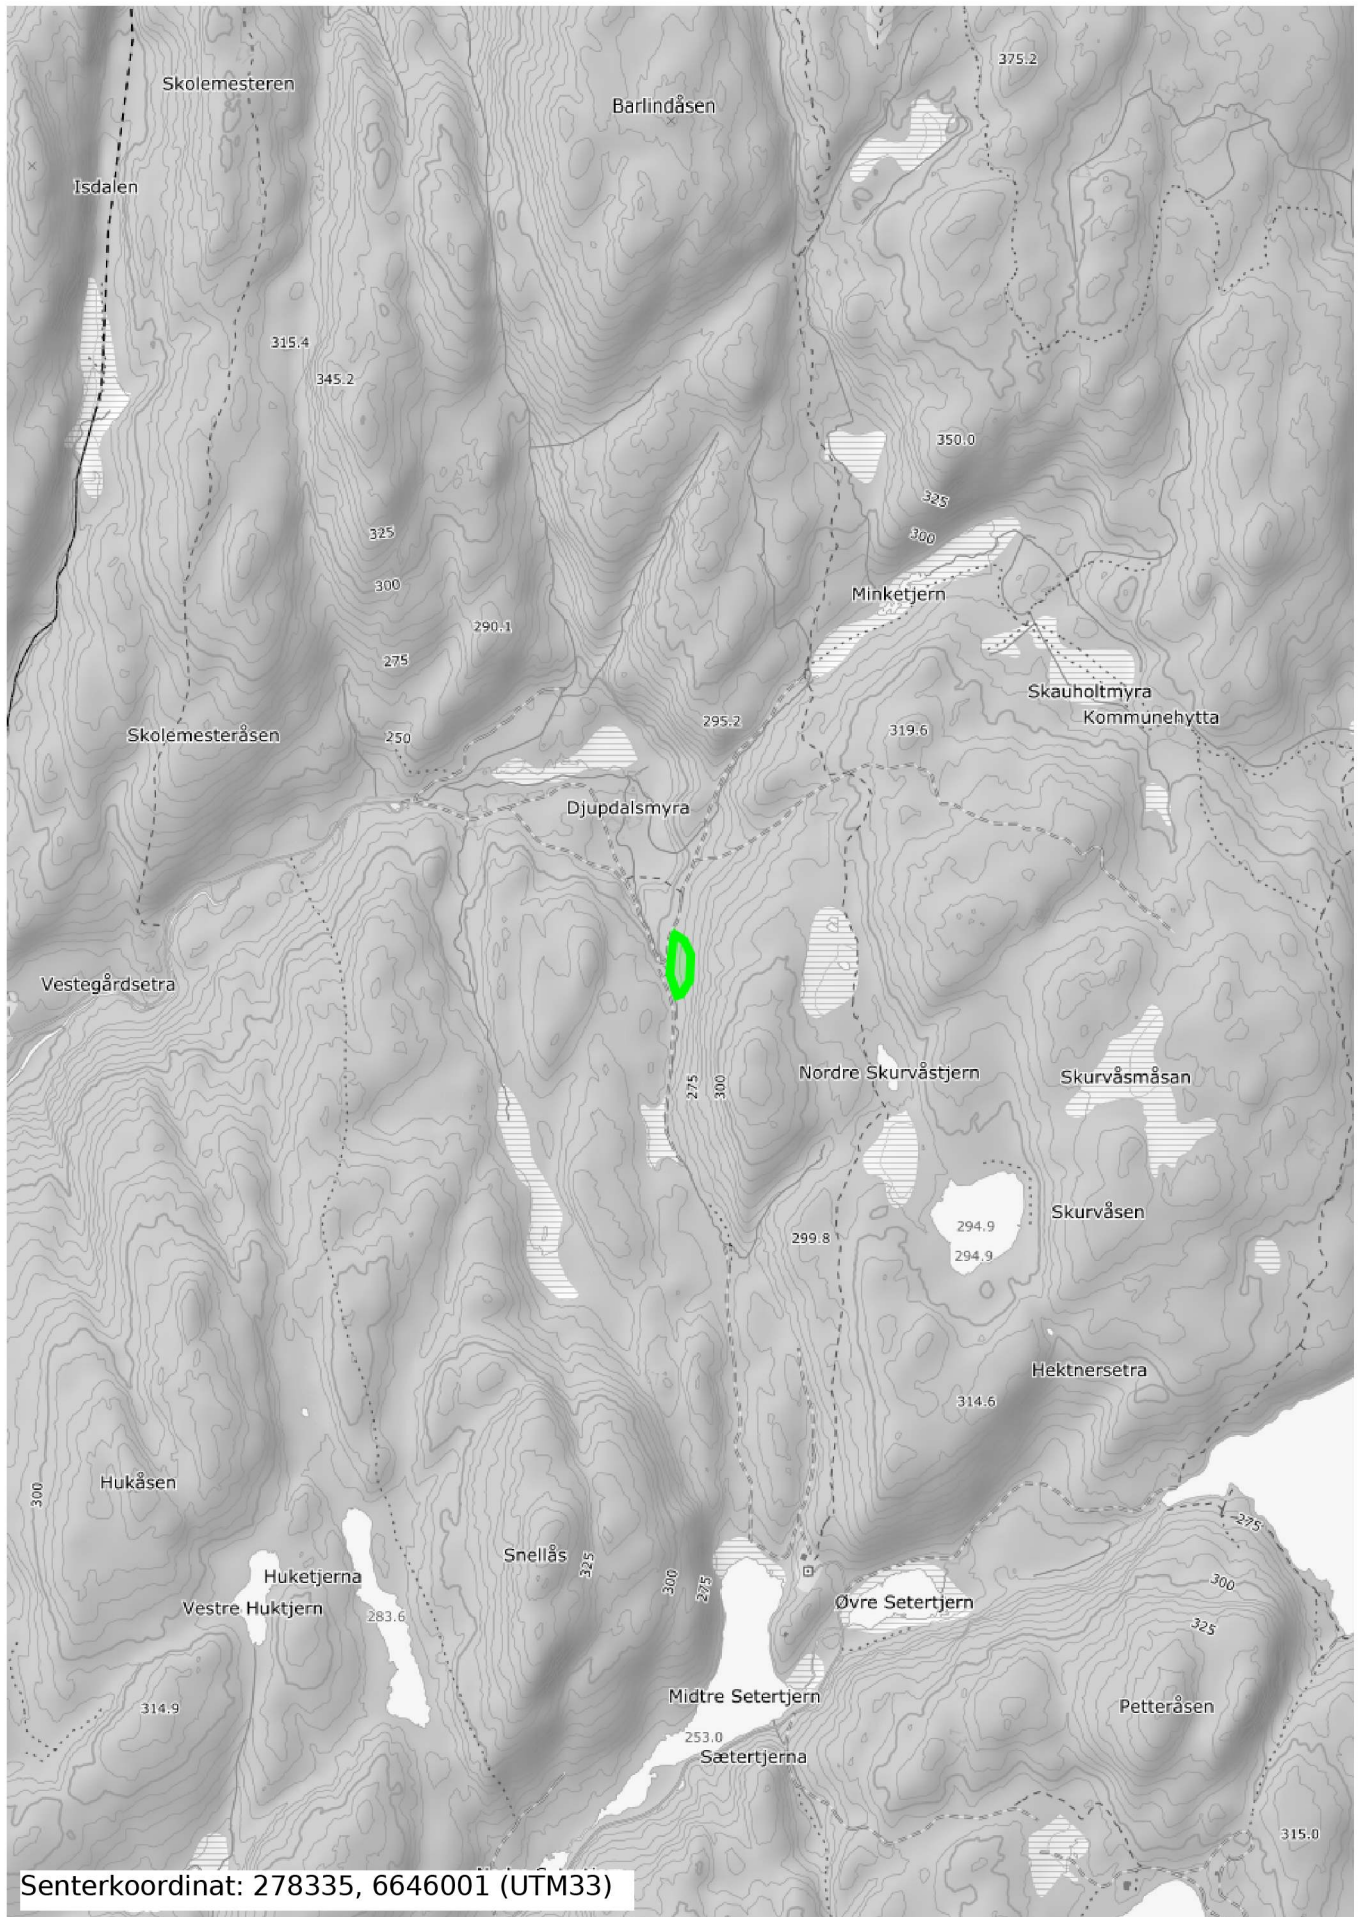 375.2
Skolemesteren
Barlindåsen
Isdalen
315.4
345.2
350.0
325
325
300
300
Minketjern
290.1
275
Skauholtmyra
Kommunehytta
295.2
319.6
Skolemesteråsen
250
Djupdalsmyra
Vestegårdsetra
Nordre Skurvåstjern
Skurvåsmåsan
275
300
Skurvåsen
294.9
299.8
294.9
Hektnersetra
314.6
Hukåsen
300
275
Snellås
325
300
275
Huketjerna
Vestre Huktjern
283.6
Øvre Setertjern
300
325
Midtre Setertjern
314.9
Petteråsen
253.0
Sætertjerna
315.0
Senterkoordinat: 278335, 6646001 (UTM33)